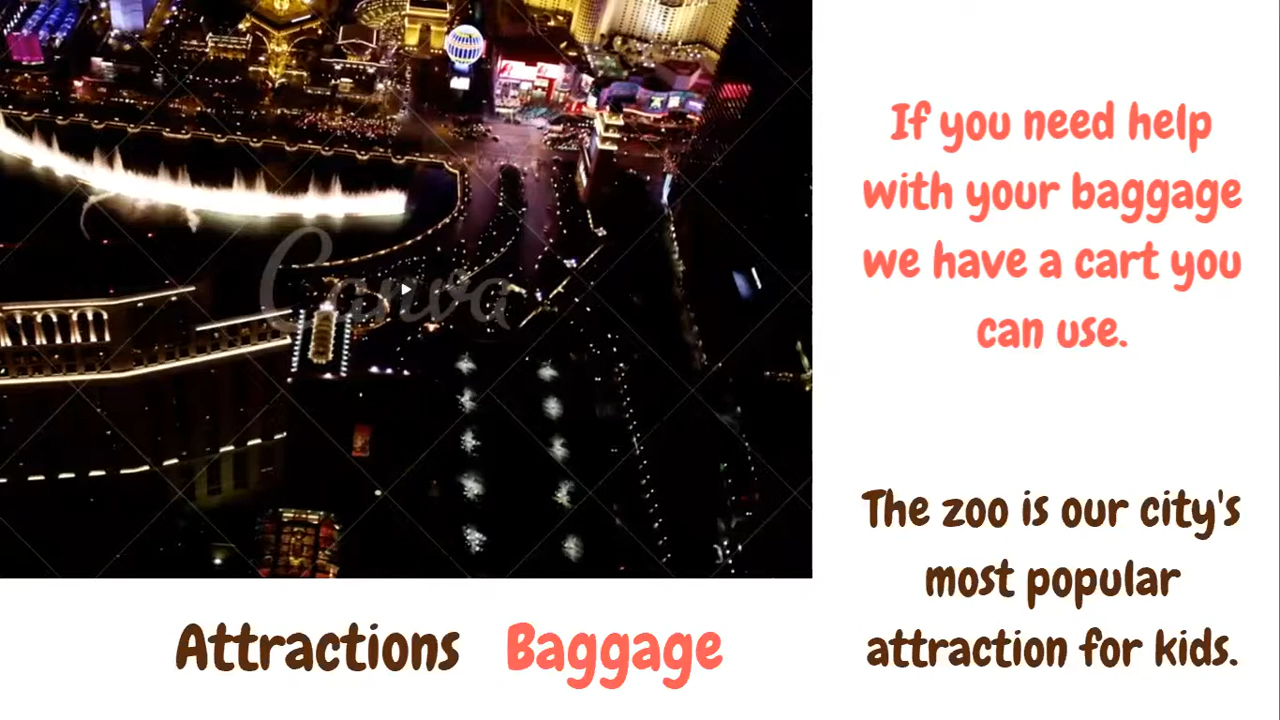 If you need help
with your baggage
we have a cart you
can use.
Canva
The zoo is our city's
most popular
attraction for kids.
Attractions Baggage